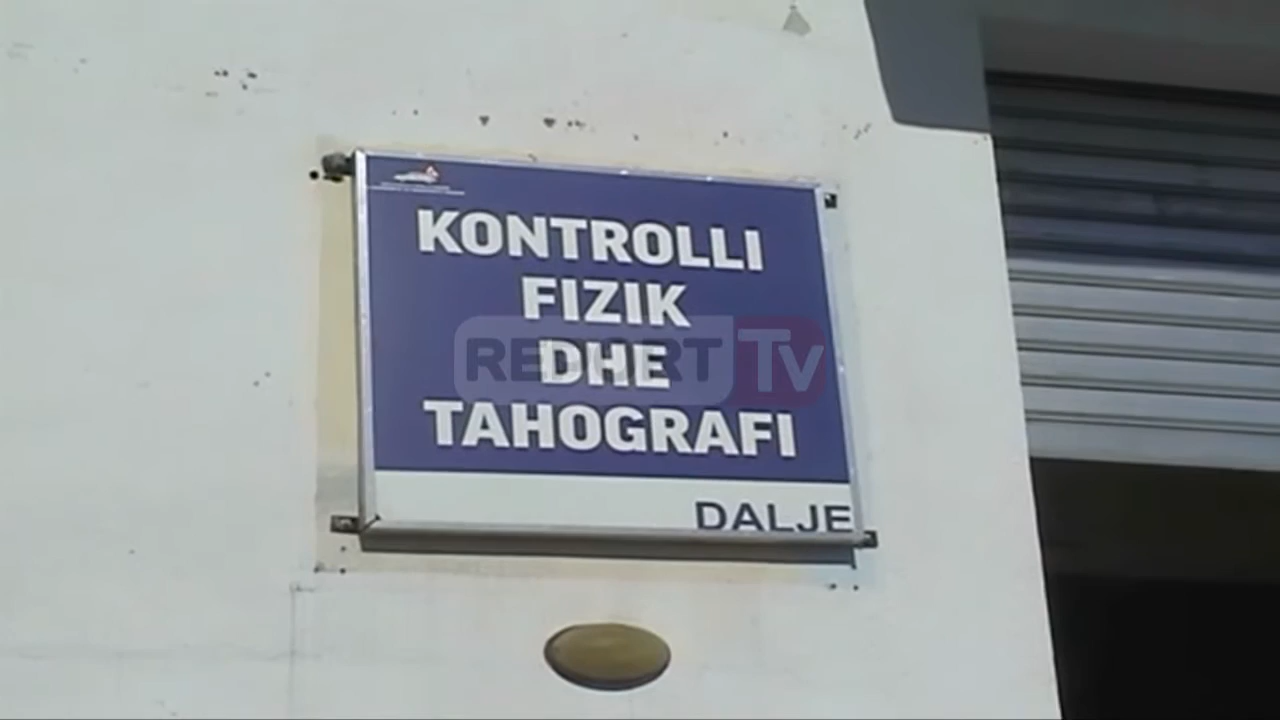 KONTROLLI
FIZIK
REPORT Tv
DHE
TAHOGRAFI
DALJE